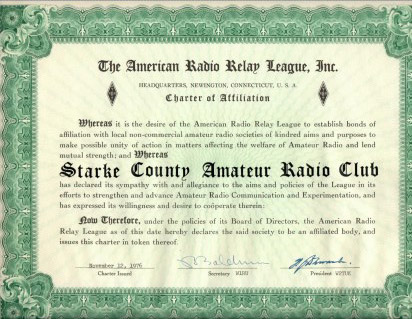 The American Radio Relay League, Inc.
HEADQUARTERS, NEWINGTON, CONNECTICUT, U. S. A.
Charter of Affiliation
Whereas it is the desire of the American Radio Relay League to establish bonds of
affiliation with local non-commercial amateur radio societies of kindred aims and purposes to
make possible unity of action in matters affecting the welfare of Amateur Radio and lend
mutual strength; and Whereas
Starke County Amateur Radio Club
has declared its sympathy with and allegiance to the aims and policies of the League in its
efforts to strengthen and advance Amateur Radio Communication and Experimentation, and
has expressed its willingness and desire to coöperate therein:
Now Therefore, under the policies of its Board of Directors, the American Radio
Relay League as of this date hereby declares the said society to be an affiliated body, and
issues this charter in token thereof.
November 12, 1976
Charter Issued
Secretary
President